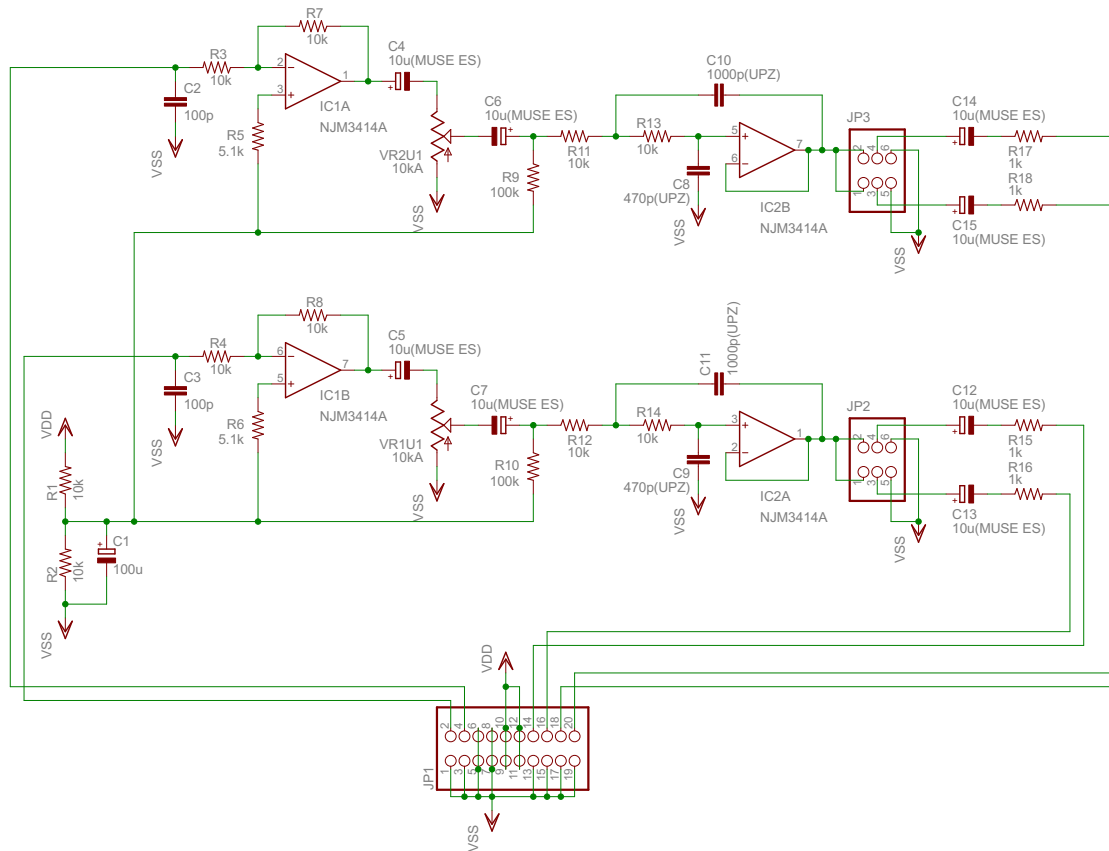 R7
10k
R3
10k
2
3
1
C4
10u(MUSE ES)
C2
100p
VSS
IC1A
NJM3414A
R5
5.1k
VR2U1
10kA
VSS
C6
10u(MUSE ES)
R9
100k
R11
10k
C10
1000p(UPZ)
R13
10k
5
6
7
C8
470p(UPZ)
VSS
IC2B
NJM3414A
JP3
2
4
6
1
3
5
VSS
C14
10u(MUSE ES)
R17
1k
R18
1k
C15
10u(MUSE ES)
R8
10k
R4
10k
6
5
7
C5
10u(MUSE ES)
C3
100p
VSS
IC1B
NJM3414A
R6
5.1k
VR1U1
10kA
VSS
C7
10u(MUSE ES)
R10
100k
R12
10k
C11
1000p(UPZ)
R14
10k
3
2
1
C9
470p(UPZ)
VSS
IC2A
NJM3414A
JP2
2
4
6
1
3
5
VSS
C12
10u(MUSE ES)
R15
1k
R16
1k
C13
10u(MUSE ES)
VDD
R1
10k
R2
10k
C1
100u
VSS
VDD
2
4
6
8
10
12
14
16
18
20
JP1
1
3
5
7
9
11
13
15
17
19
VSS